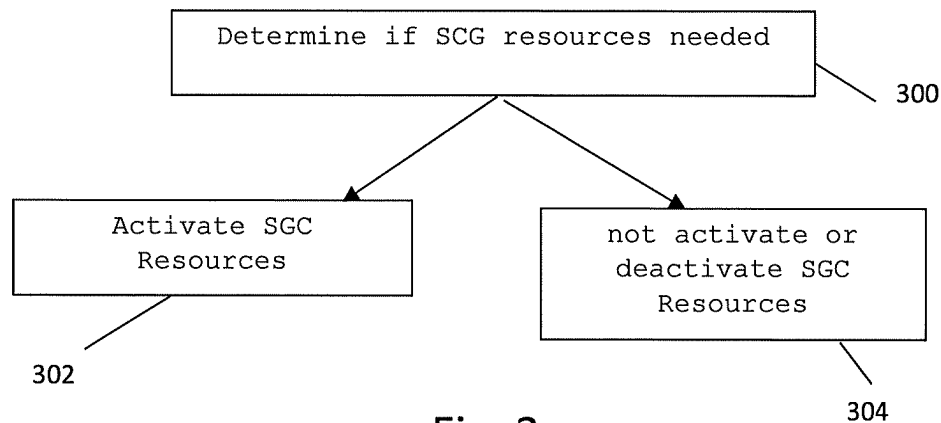 Determine if SCG resources needed
300
Activate SGC
Resources
not activate or
deactivate SGC
Resources
302
304